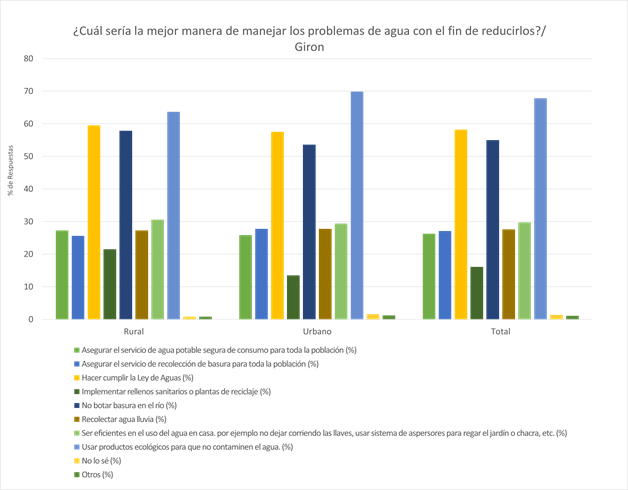 ¿Cuál sería la mejor manera de manejar los problemas de agua con el fin de reducirlos?/
Giron
80
70
60
50
40
30
20
10
0
% de Respuestas
Rural
Urbano
Total
Asegurar el servicio de agua potable segura de consumo para toda la población (%)
Asegurar el servicio de recolección de basura para toda la población (%)
Hacer cumplir la Ley de Aguas (%)
Implementar rellenos sanitarios o plantas de reciclaje (%)
No botar basura en el río (%)
Recolectar agua lluvia (%)
Ser eficientes en el uso del agua en casa. por ejemplo no dejar corriendo las llaves, usar sistema de aspersores para regar el jardín o chacra, etc. (%)
Usar productos ecológicos para que no contaminen el agua. (%)
No lo sé (%)
Otros (%)